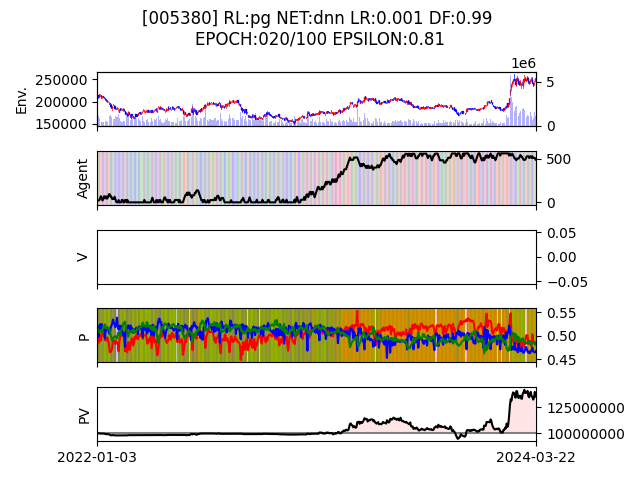 [005380] RL:pg NET:dnn LR:0.001 DF:0.99
EPOCH:020/100 EPSILON:0.81
1e6
Env.
250000
200000
150000
5
0
Agent
500
0
V
0.05
0.00
−0.05
P
0.55
0.50
0.45
PV
125000000
100000000
2022-01-03
2024-03-22